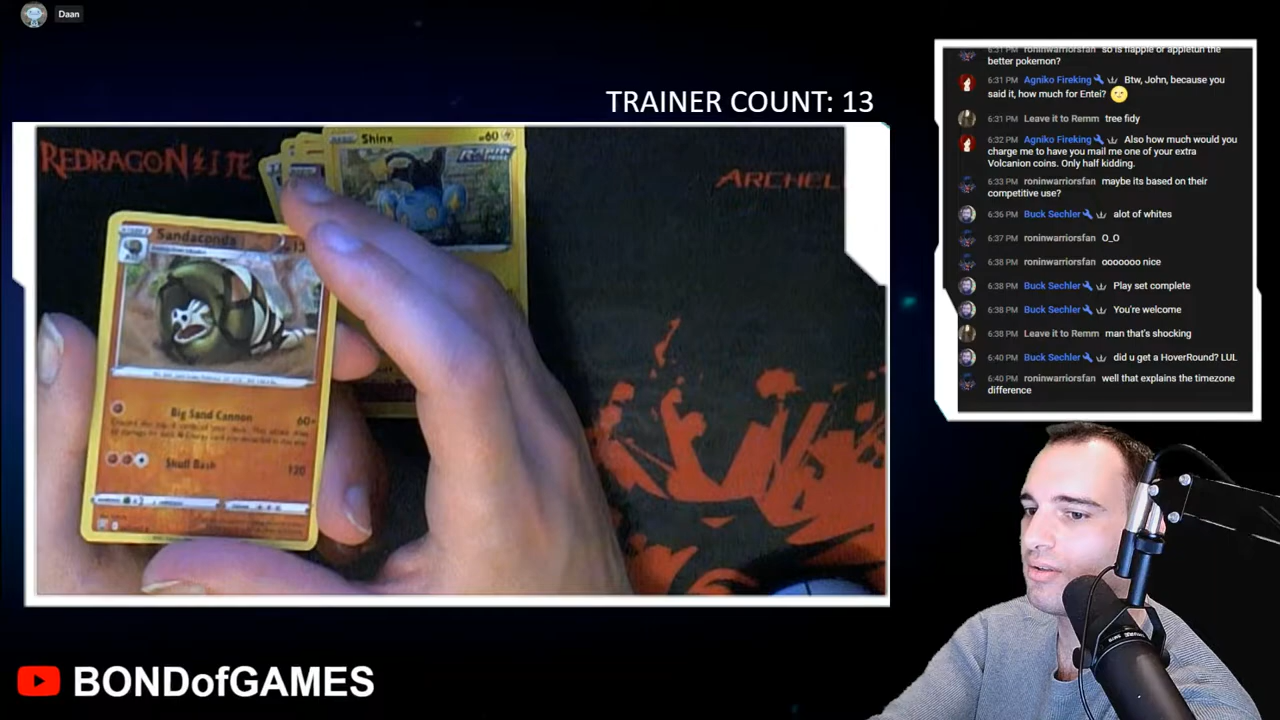 Daan
TRAINER COUNT: 13
REDRAGON
ITE
ARCHEL
Shinx
60
RAPID
Sandaconda
13
Big Sand Cannon
60+
Skull Bash
120
6:31 PM roninwarriorsfan so is flapple or appletun the
better pokemon?
6:31 PM Agniko Fireking Btw, John, because you
said it, how much for Entei?
6:31 PM Leave it to Remm tree fidy
6:32 PM Agniko Fireking Also how much would you
charge me to have you mail me one of your extra
Volcanion coins. Only half kidding.
6:33 PM roninwarriorsfan maybe its based on their
competitive use?
6:36 PM Buck Sechler alot of whites
6:37 PM roninwarriorsfan O_O
6:38 PM roninwarriorsfan ooooooo nice
6:38 PM Buck Sechler Play set complete
6:38 PM Buck Sechler You're welcome
6:38 PM Leave it to Remm man that's shocking
6:40 PM Buck Sechler did u get a HoverRound? LUL
6:40 PM roninwarriorsfan well that explains the timezone
difference
BONDofGAMES